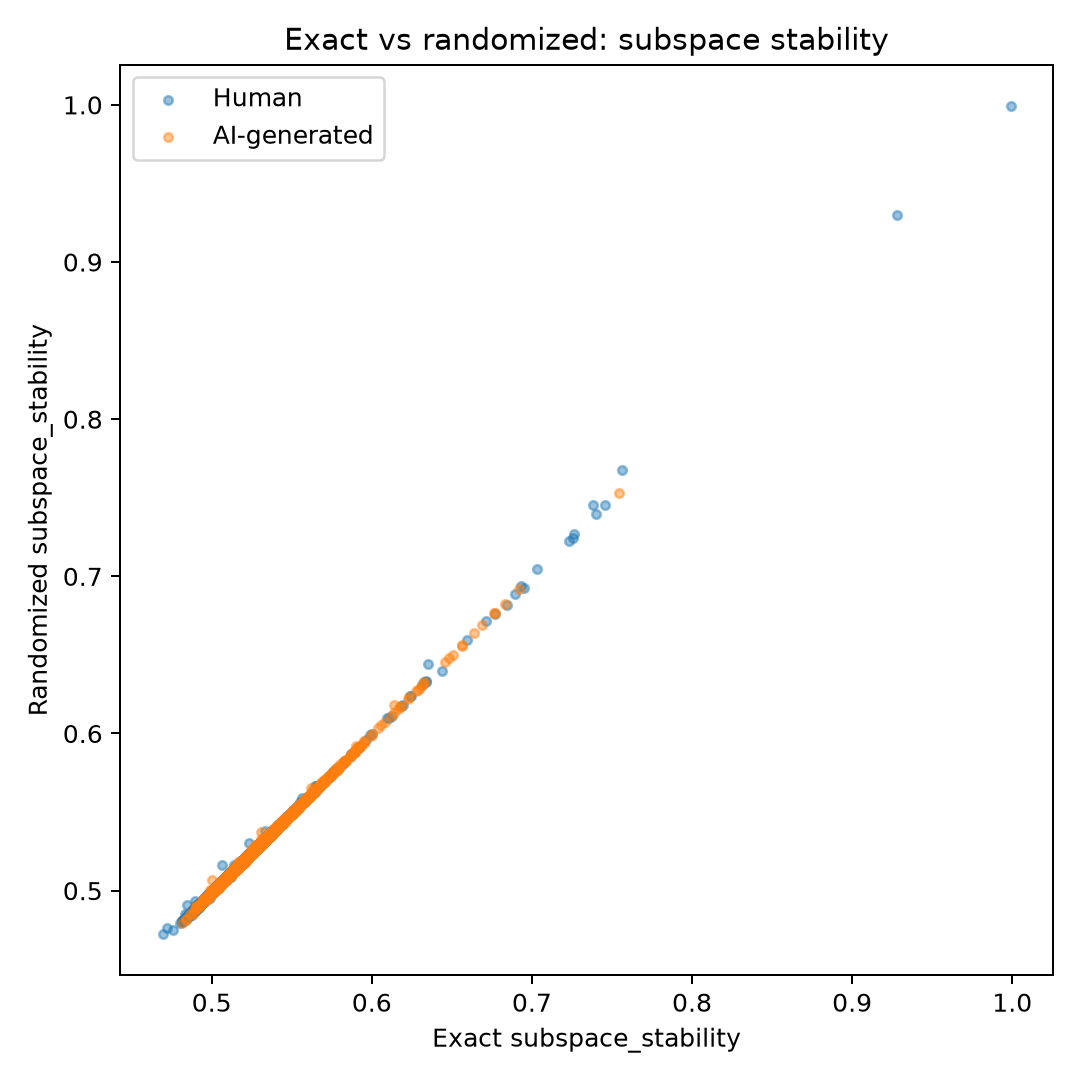 Exact vs randomized: subspace stability
Human
AI-generated
1.0
0.9
0.8
0.7
0.6
0.5
Randomized subspace_stability
0.5 0.6 0.7 0.8 0.9 1.0
Exact subspace_stability